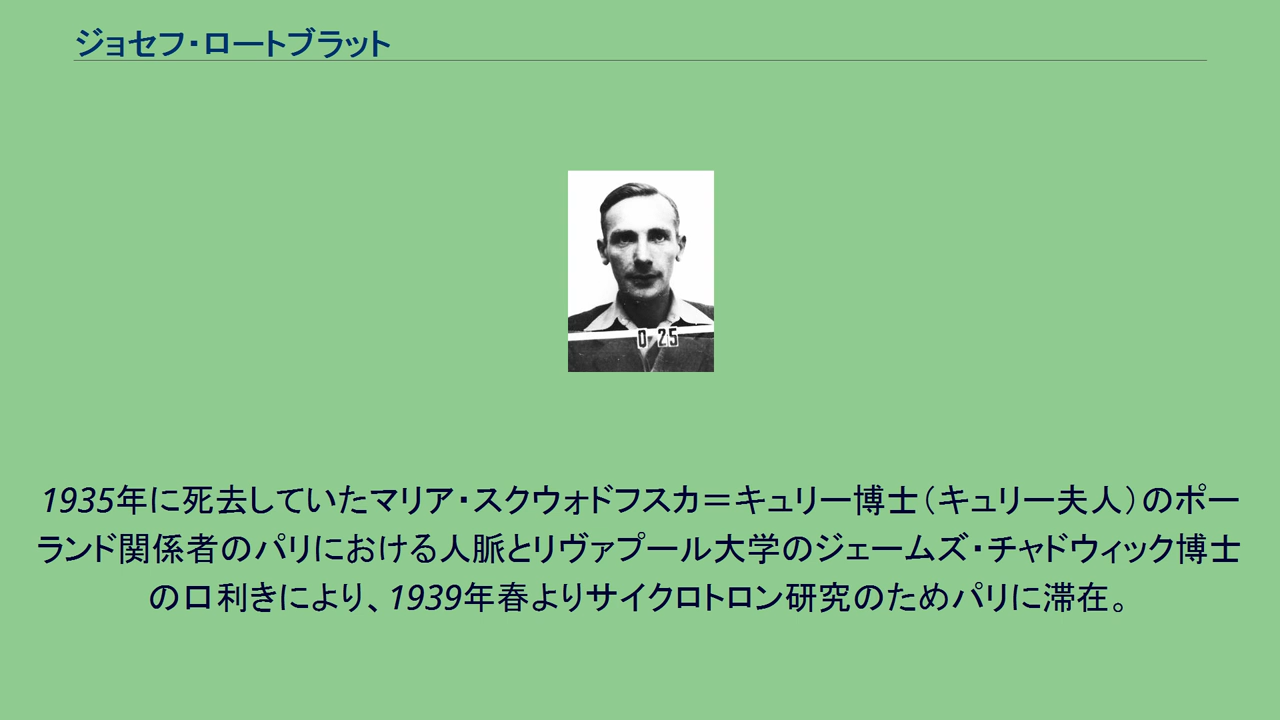 ジョセフ・ロートブラット
O 25
1935年に死去していたマリア・スクウォドフスカ＝キュリー博士（キュリー夫人）のポー
ランド関係者のパリにおける人脈とリヴァプール大学のジェームズ・チャドウィック博士
の口利きにより、1939年春よりサイクロトロン研究のためパリに滞在。